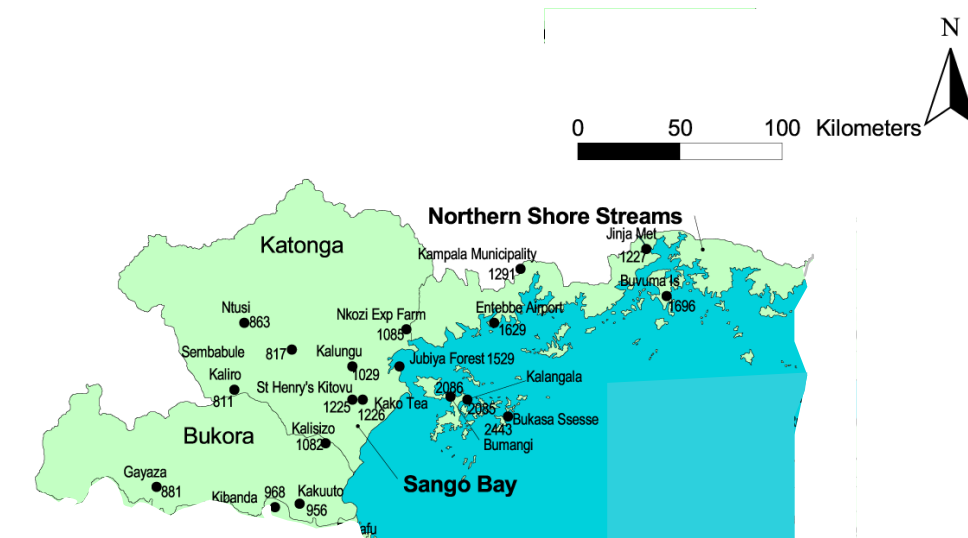 N
0 50 100 Kilometers
Northern Shore Streams
Jinja Met
1227
Katonga
Kampala Municipality
1291
Buvuma Is
1696
Ntusi
863
Nkozi Exp Farm
1085
Entebbe Airport
1629
Sembabule
817
Kalungu
1029
Jubiya Forest 1529
Kaliro
811
St Henry's Kitovu
1225
1226
Kako Tea
2086
Kalangala
2085
Bukasa Ssesse
2443
Bumangi
Bukora
Kalisizo
1082
Sango Bay
Gayaza
881
Kibanda
968
Kakuuto
956